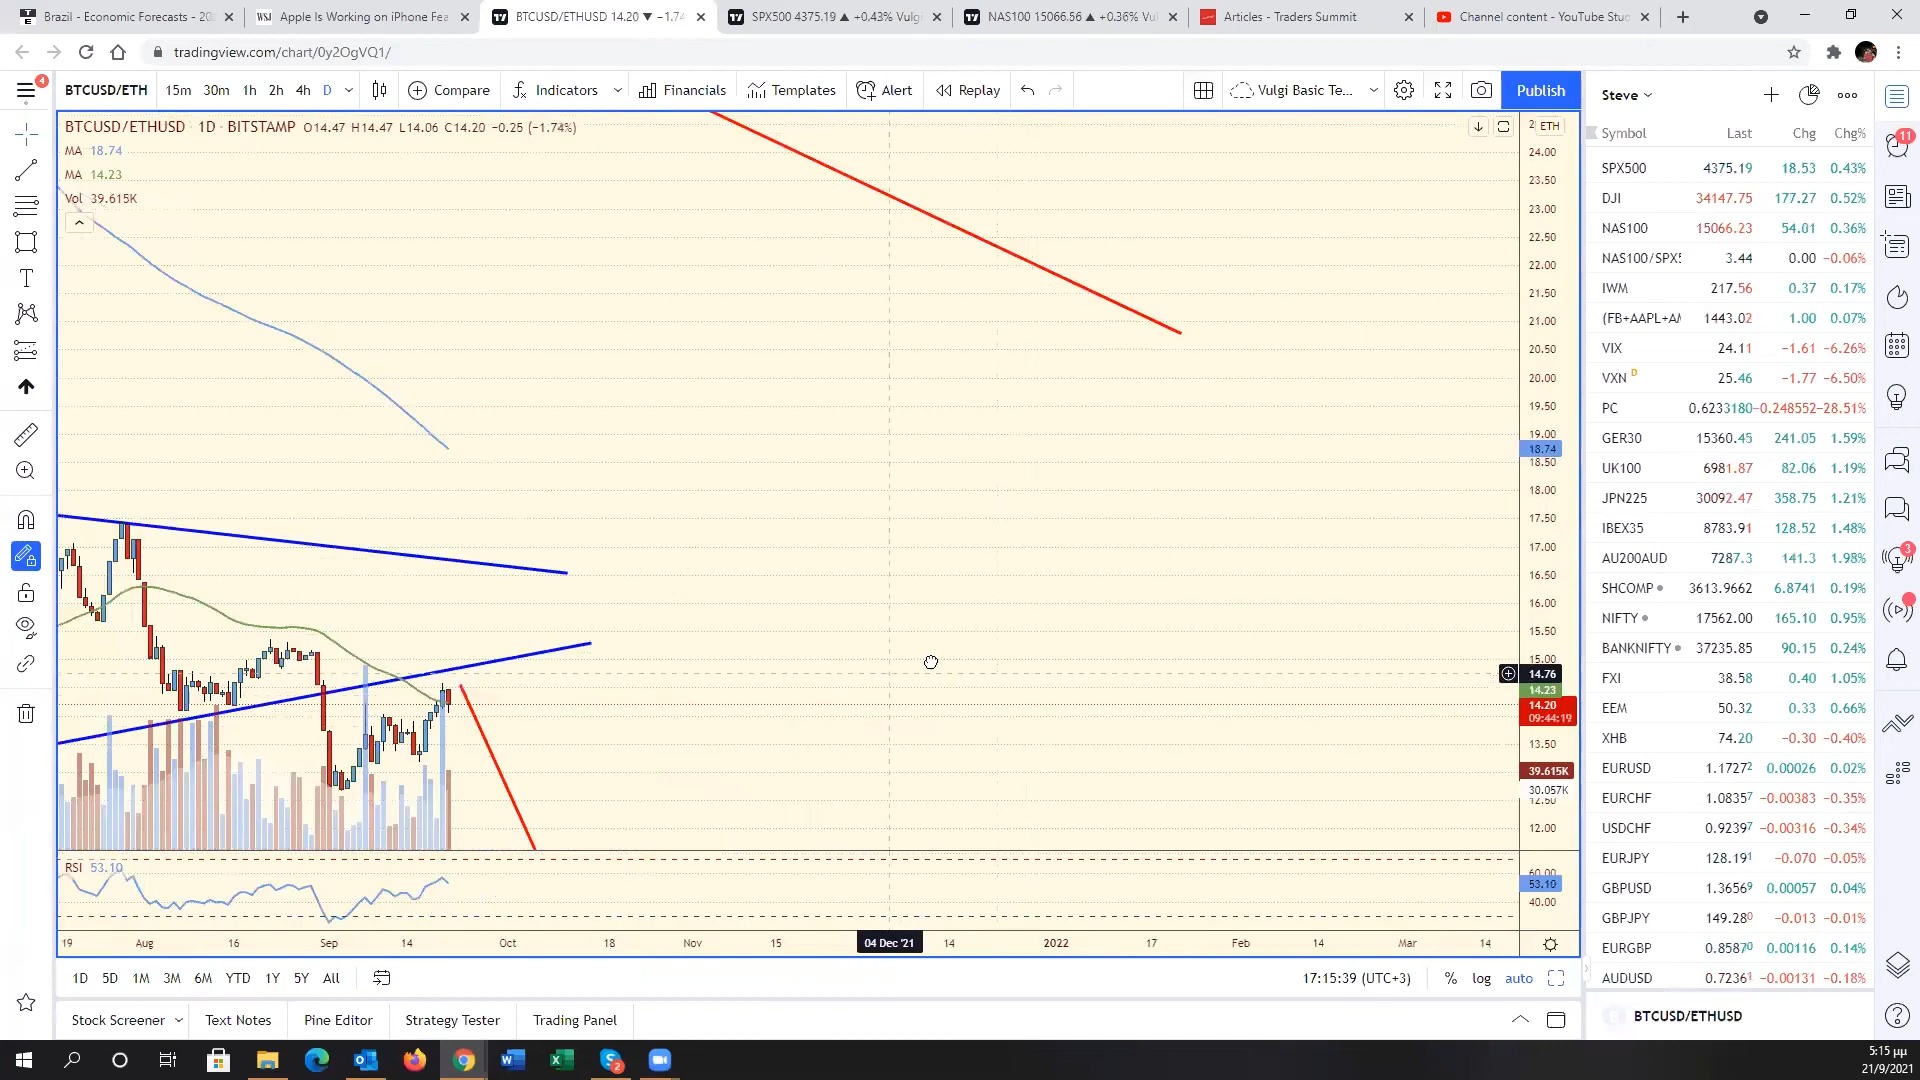 Brazil - Economic Forecasts - 20
Apple Is Working on iPhone Fea
BTCUSD/ETHUSD 14.20 ▼ −1.74
SPX500 4375.19 ▲ +0.43% Vulgi
NAS100 15066.56 ▲ +0.36% Vu
Articles - Traders Summit
Channel content - YouTube Stu
tradingview.com/chart/0y2OgVQ1/
4
BTCUSD/ETH 15m 30m 1h 2h 4h D Compare Indicators Financials Templates Alert Replay Vulgi Basic Te... Publish
Steve
BTCUSD/ETHUSD · 1D · BITSTAMP O14.47 H14.47 L14.06 C14.20 −0.25 (−1.74%)
MA 18.74
MA 14.23
Vol 39.615K
ETH
24.00
23.50
23.00
22.50
22.00
21.50
21.00
20.50
20.00
19.50
19.00
18.74
18.50
18.00
17.50
17.00
16.50
16.00
15.50
15.00
14.76
14.23
14.20
09:44:19
13.50
39.615K
30.057K
12.50
12.00
RSI 53.10
60.00
53.10
40.00
19 Aug 16 Sep 14 Oct 18 Nov 15 04 Dec '21 14 2022 17 Feb 14 Mar 14
1D 5D 1M 3M 6M YTD 1Y 5Y All
17:15:39 (UTC+3) % log auto
Stock Screener Text Notes Pine Editor Strategy Tester Trading Panel
Symbol Last Chg Chg%
SPX500 4375.19 18.53 0.43%
DJI 34147.75 177.27 0.52%
NAS100 15066.23 54.01 0.36%
NAS100/SPX5 3.44 0.00 −0.06%
IWM 217.56 0.37 0.17%
(FB+AAPL+AM 1443.02 1.00 0.07%
VIX 24.11 −1.61 −6.26%
VXN D 25.46 −1.77 −6.50%
PC 0.6233180 −0.248552 −28.51%
GER30 15360.45 241.05 1.59%
UK100 6981.87 82.06 1.19%
JPN225 30092.47 358.75 1.21%
IBEX35 8783.91 128.52 1.48%
AU200AUD 7287.3 141.3 1.98%
SHCOMP 3613.9662 6.8741 0.19%
NIFTY 17562.00 165.10 0.95%
BANKNIFTY 37235.85 90.15 0.24%
FXI 38.58 0.40 1.05%
EEM 50.32 0.33 0.66%
XHB 74.20 −0.30 −0.40%
EURUSD 1.17272 0.00026 0.02%
EURCHF 1.08357 −0.00383 −0.35%
USDCHF 0.92397 −0.00316 −0.34%
EURJPY 128.191 −0.070 −0.05%
GBPUSD 1.36569 0.00057 0.04%
GBPJPY 149.280 −0.013 −0.01%
EURGBP 0.85870 0.00116 0.14%
AUDUSD 0.72361 −0.00131 −0.18%
BTCUSD/ETHUSD
11
3
2
5:15 μμ
21/9/2021